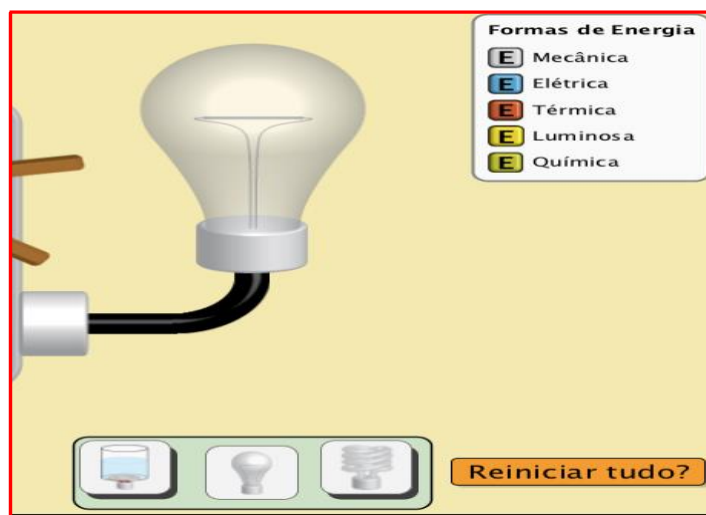 Formas de Energia
E Mecânica
E Elétrica
E Térmica
E Luminosa
E Química
Reiniciar tudo?